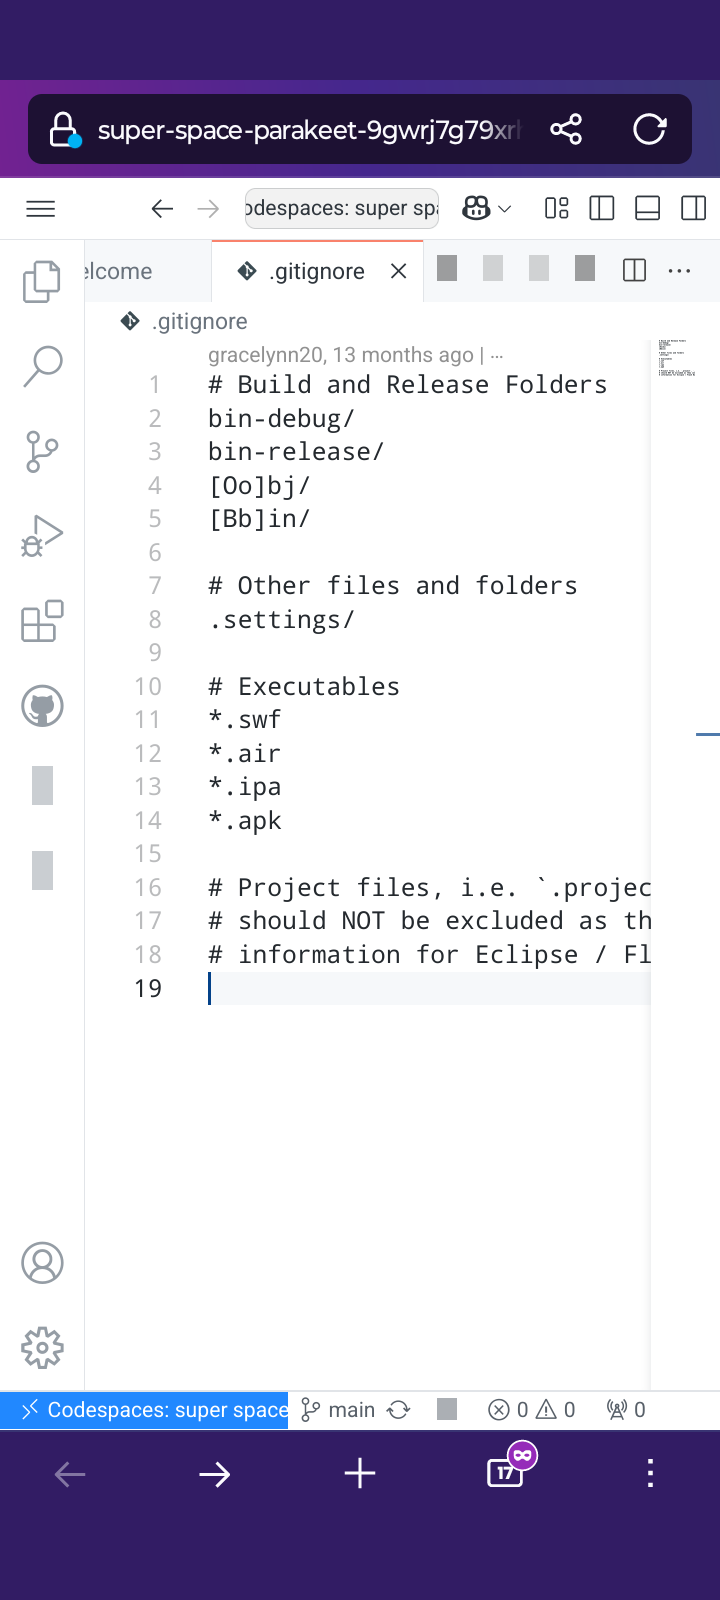 super-space-parakeet-9gwrj7g79xr
odespaces: super spa
elcome
.gitignore
.gitignore
gracelynn20, 13 months ago | ...
1 # Build and Release Folders
2 bin-debug/
3 bin-release/
4 [Oo]bj/
5 [Bb]in/
6
7 # Other files and folders
8 .settings/
9
10 # Executables
11 *.swf
12 *.air
13 *.ipa
14 *.apk
15
16 # Project files, i.e. `.projec
17 # should NOT be excluded as th
18 # information for Eclipse / Fl
19
Codespaces: super space main 0 0 0
17